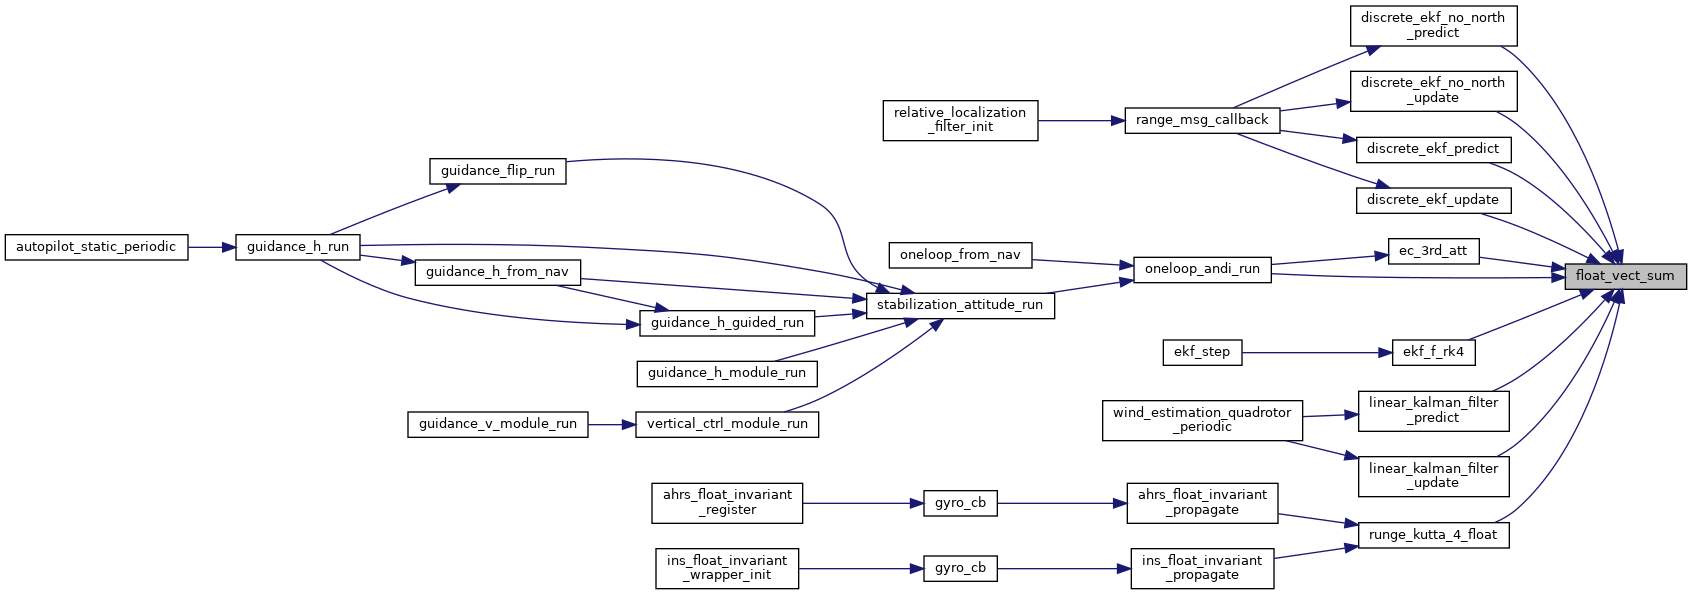 discrete_ekf_no_north
_predict
discrete_ekf_no_north
_update
relative_localization
_filter_init
range_msg_callback
discrete_ekf_predict
guidance_flip_run
discrete_ekf_update
autopilot_static_periodic
guidance_h_run
guidance_h_from_nav
oneloop_from_nav
oneloop_andi_run
ec_3rd_att
float_vect_sum
stabilization_attitude_run
guidance_h_guided_run
ekf_step
ekf_f_rk4
guidance_h_module_run
wind_estimation_quadrotor
_periodic
linear_kalman_filter
_predict
guidance_v_module_run
vertical_ctrl_module_run
linear_kalman_filter
_update
ahrs_float_invariant
_register
gyro_cb
ahrs_float_invariant
_propagate
runge_kutta_4_float
ins_float_invariant
_wrapper_init
gyro_cb
ins_float_invariant
_propagate